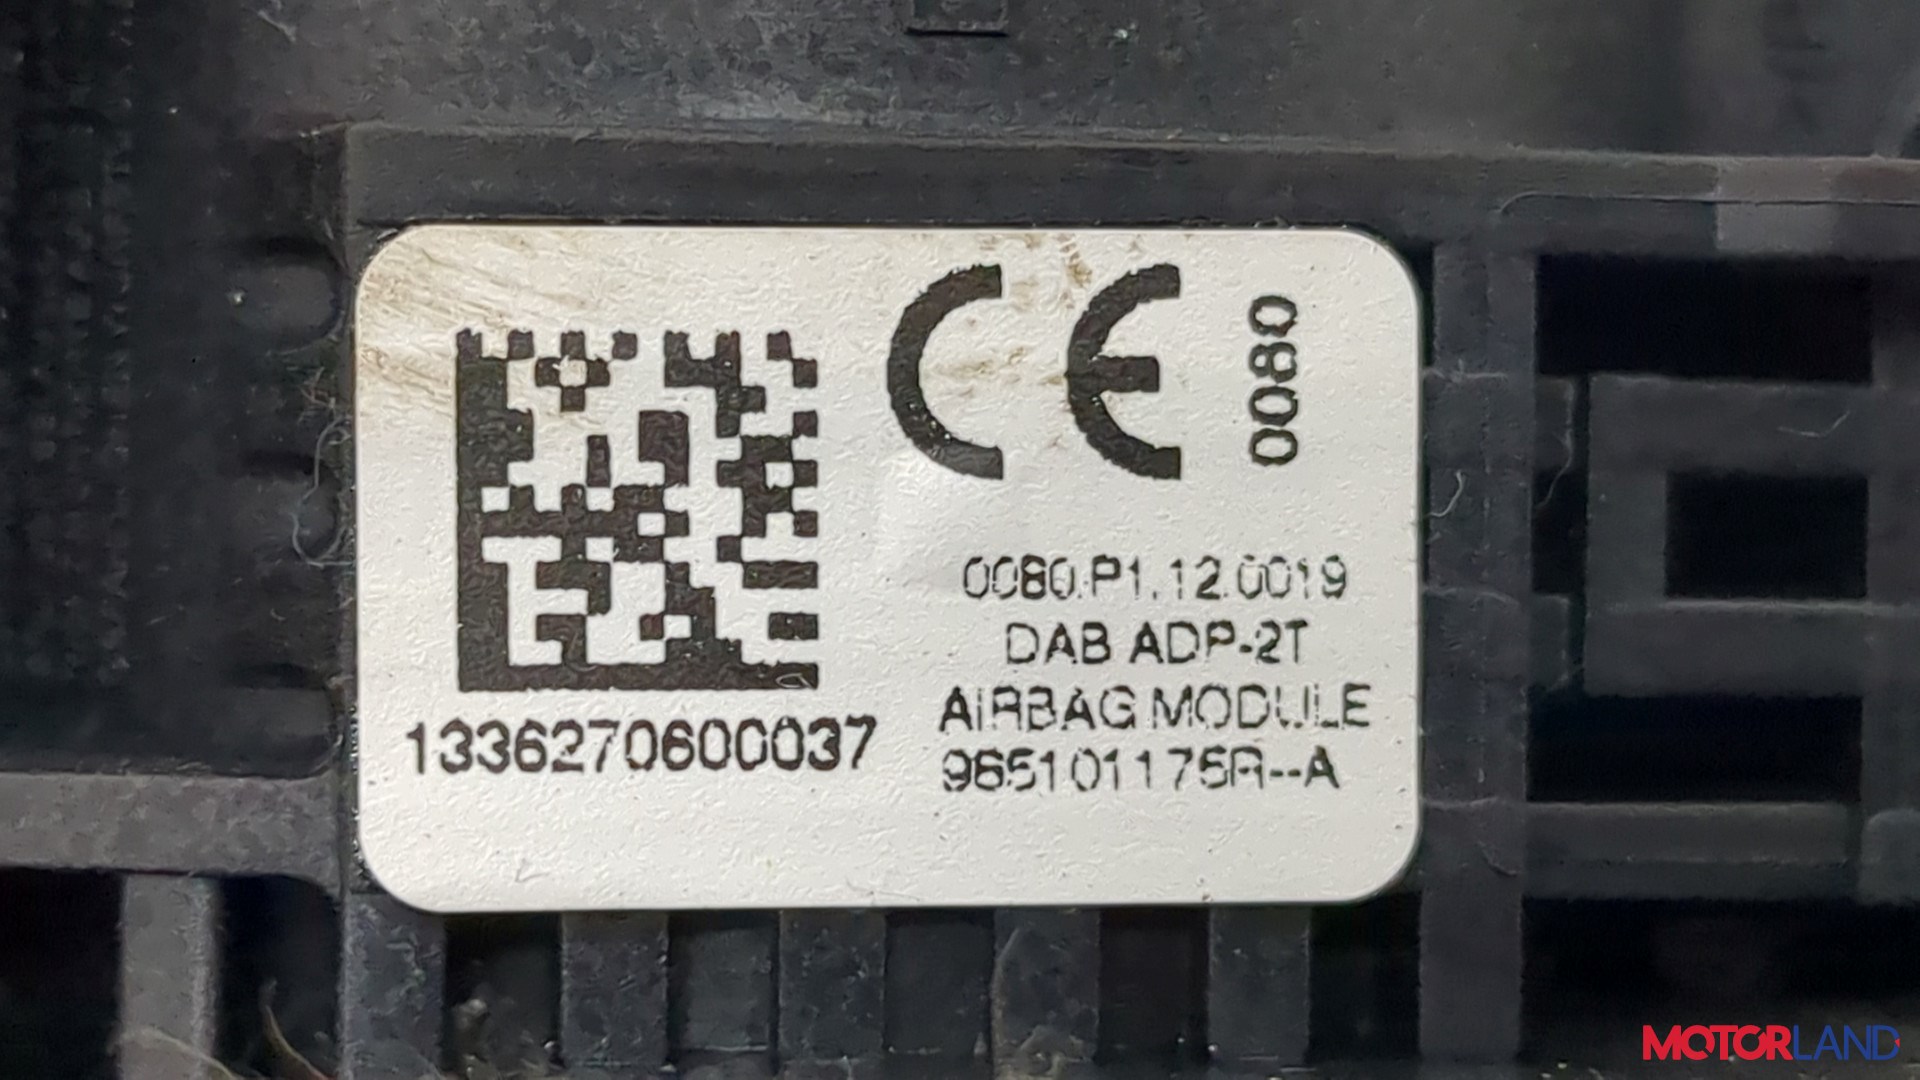 CE 0080
0080.P1.12.0019
DAB ADP-2T
AIRBAG MODULE
965101175R--A
1336270600037
MOTORLAND